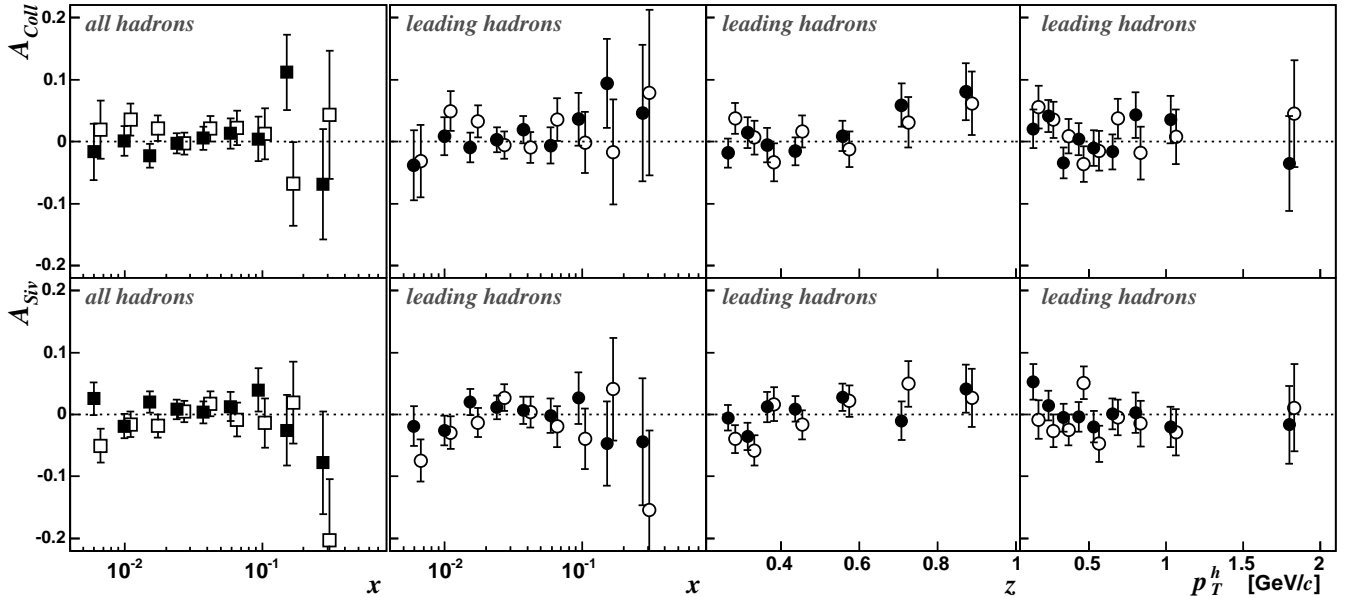 A_Coll
0.2
0.1
0
-0.1
-0.2
all hadrons
leading hadrons
leading hadrons
leading hadrons
A_Siv
0.2
0.1
0
-0.1
-0.2
all hadrons
leading hadrons
leading hadrons
leading hadrons
10^-2 10^-1 x
10^-2 10^-1 x
0.4 0.6 0.8 1 z
0.5 1 1.5 2
p_T^h [GeV/c]